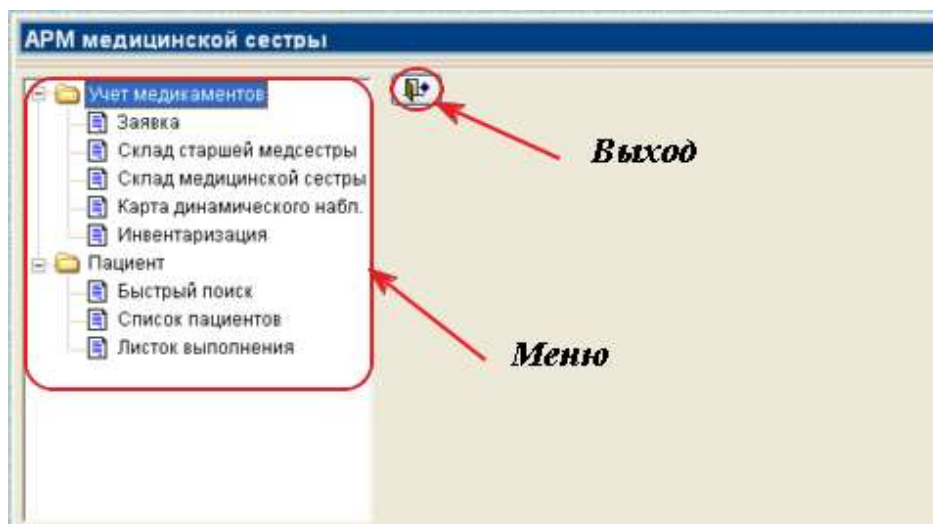 АРМ медицинской сестры
Учет медикаментов
Заявка
Склад старшей медсестры
Склад медицинской сестры
Карта динамического набл.
Инвентаризация
Пациент
Быстрый поиск
Список пациентов
Листок выполнения
Выход
Меню